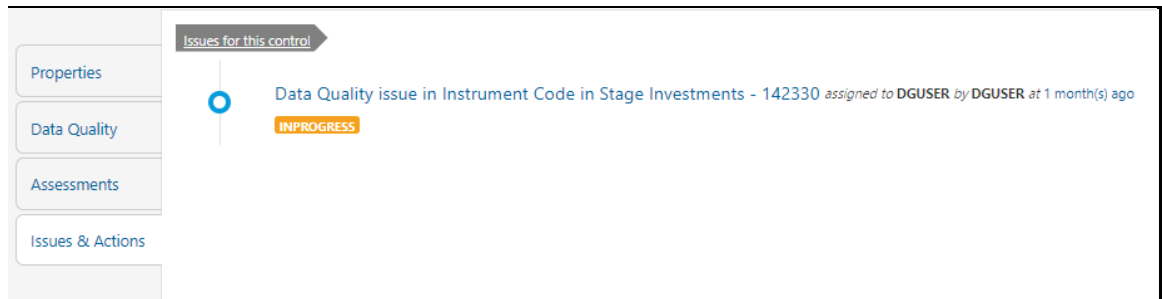 Issues for this control
Properties
Data Quality issue in Instrument Code in Stage Investments - 142330 assigned to DGUSER by DGUSER at 1 month(s) ago
INPROGRESS
Data Quality
Assessments
Issues & Actions